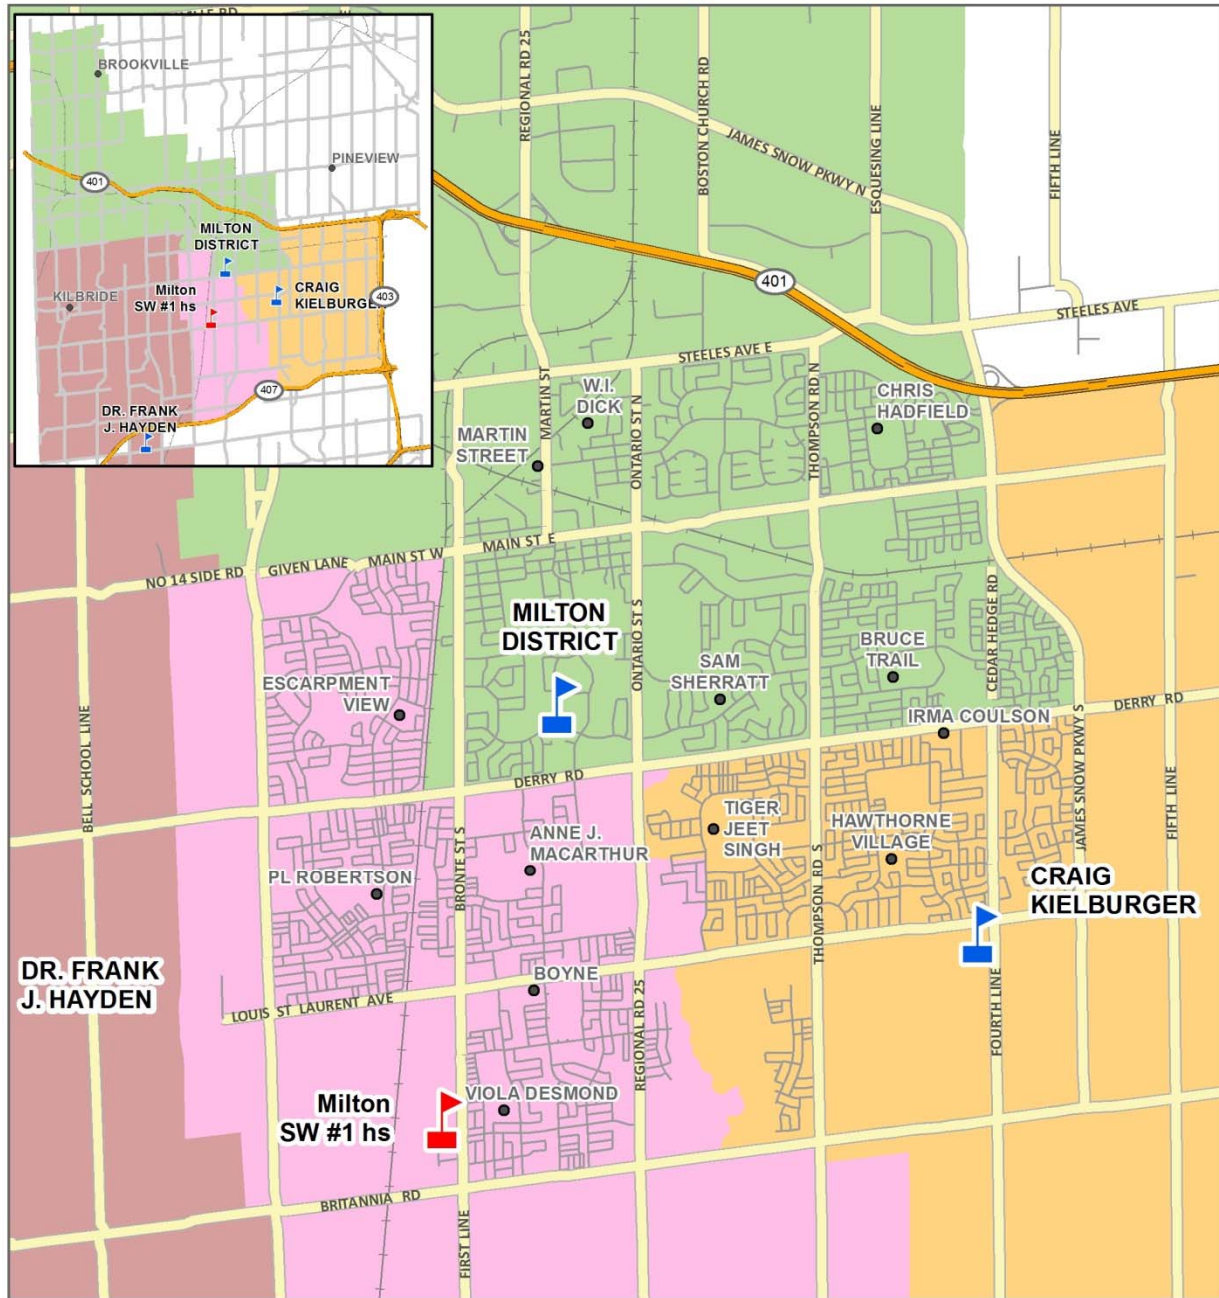 BROOKVILLE
PINEVIEW
401
MILTON
DISTRICT
KILBRIDE
Milton
SW #1 hs
CRAIG
KIELBURGER
403
407
DR. FRANK
J. HAYDEN
REGIONAL RD 25
BOSTON CHURCH RD
ESQUESING LINE
JAMES SNOW PKWY N
FIFTH LINE
401
STEELES AVE
STEELES AVE E
MARTIN ST
W.I.
DICK
ONTARIO ST N
THOMPSON RD N
CHRIS
HADFIELD
MARTIN
STREET
NO 14 SIDE RD
GIVEN LANE
MAIN ST W
MAIN ST E
MILTON
DISTRICT
ONTARIO ST S
SAM
SHERRATT
BRUCE
TRAIL
CEDAR HEDGE RD
ESCARPMENT
VIEW
IRMA COULSON
DERRY RD
BELL SCHOOL LINE
DERRY RD
JAMES SNOW PKWY S
FIFTH LINE
BRONTE ST S
ANNE J.
MACARTHUR
TIGER
JEET
SINGH
HAWTHORNE
VILLAGE
THOMPSON RD S
PL ROBERTSON
CRAIG
KIELBURGER
DR. FRANK
J. HAYDEN
BOYNE
LOUIS ST LAURENT AVE
REGIONAL RD 25
FOURTH LINE
Milton
SW #1 hs
VIOLA DESMOND
BRITANNIA RD
FIRST LINE